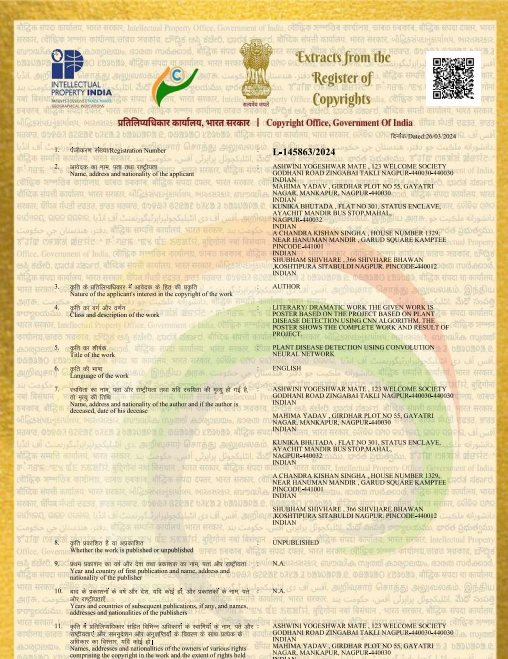 INTELLECTUAL
PROPERTY INDIA
सत्यमेव जयते
Extracts from the
Register of
Copyrights
प्रतिलिप्यधिकार कार्यालय, भारत सरकार | Copyright Office, Government Of India
दिनांक/Dated:26/03/2024
1. पंजीकरण संख्या/Registration Number : L-145863/2024
2. आवेदक का नाम, पता तथा राष्ट्रीयता
Name, address and nationality of the applicant
: ASHWINI YOGESHWAR MATE , 123 WELCOME SOCIETY
GODHANI ROAD ZINGABAI TAKLI NAGPUR-440030-440030
INDIAN
MAHIMA YADAV , GIRDHAR PLOT NO 55, GAYATRI
NAGAR, MANKAPUR, NAGPUR-440030
INDIAN
KUNIKA BHUTADA , FLAT NO 301, STATUS ENCLAVE,
AYACHIT MANDIR BUS STOP,MAHAL,
NAGPUR-440032
INDIAN
A CHANDRA KISHAN SINGHA , HOUSE NUMBER 1329,
NEAR HANUMAN MANDIR , GARUD SQUARE KAMPTEE
PINCODE-441001
INDIAN
SHUBHAM SHIVHARE , 366 SHIVHARE BHAWAN
,KOSHTIPURA SITABULDI NAGPUR, PINCODE-440012
INDIAN
3. कृति के प्रतिलिप्यधिकार में आवेदक के हित की प्रकृति
Nature of the applicant's interest in the copyright of the work
: AUTHOR
4. कृति का वर्ग और वर्णन
Class and description of the work
: LITERARY/ DRAMATIC WORK THE GIVEN WORK IS
POSTER BASED ON THE PROJECT BASED ON PLANT
DISEASE DETECTION USING CNN ALGORITHM. THE
POSTER SHOWS THE COMPLETE WORK AND RESULT OF
PROJECT.
5. कृति का शीर्षक
Title of the work
: PLANT DISEASE DETECTION USING CONVOLUTION
NEURAL NETWORK
6. कृति की भाषा
Language of the work
: ENGLISH
7. रचयिता का नाम, पता और राष्ट्रीयता तथा यदि रचयिता की मृत्यु हो गई है,
तो मृत्यु की तिथि
Name, address and nationality of the author and if the author is
deceased, date of his decease
: ASHWINI YOGESHWAR MATE , 123 WELCOME SOCIETY
GODHANI ROAD ZINGABAI TAKLI NAGPUR-440030-440030
INDIAN
MAHIMA YADAV , GIRDHAR PLOT NO 55, GAYATRI
NAGAR, MANKAPUR, NAGPUR-440030
INDIAN
KUNIKA BHUTADA , FLAT NO 301, STATUS ENCLAVE,
AYACHIT MANDIR BUS STOP,MAHAL,
NAGPUR-440032
INDIAN
A CHANDRA KISHAN SINGHA , HOUSE NUMBER 1329,
NEAR HANUMAN MANDIR , GARUD SQUARE KAMPTEE
PINCODE-441001
INDIAN
SHUBHAM SHIVHARE , 366 SHIVHARE BHAWAN
,KOSHTIPURA SITABULDI NAGPUR, PINCODE-440012
INDIAN
8. कृति प्रकाशित है या अप्रकाशित
Whether the work is published or unpublished
: UNPUBLISHED
9. प्रथम प्रकाशन का वर्ष और देश तथा प्रकाशक का नाम, पता और राष्ट्रीयता
Year and country of first publication and name, address and
nationality of the publisher
: N.A.
10. बाद के प्रकाशनों के वर्ष और देश, यदि कोई हों, और प्रकाशकों के नाम, पते
और राष्ट्रीयताएँ
Years and countries of subsequent publications, if any, and names,
addresses and nationalities of the publishers
: N.A.
11. कृति में प्रतिलिप्यधिकार सहित विभिन्न अधिकारों के स्वामियों के नाम, पते और
Names, addresses and nationalities of the owners of various rights
comprising the copyright in the work and the extent of rights held
: ASHWINI YOGESHWAR MATE , 123 WELCOME SOCIETY
GODHANI ROAD ZINGABAI TAKLI NAGPUR-440030-440030
INDIAN
MAHIMA YADAV , GIRDHAR PLOT NO 55, GAYATRI
NAGAR, MANKAPUR, NAGPUR-440030
INDIAN